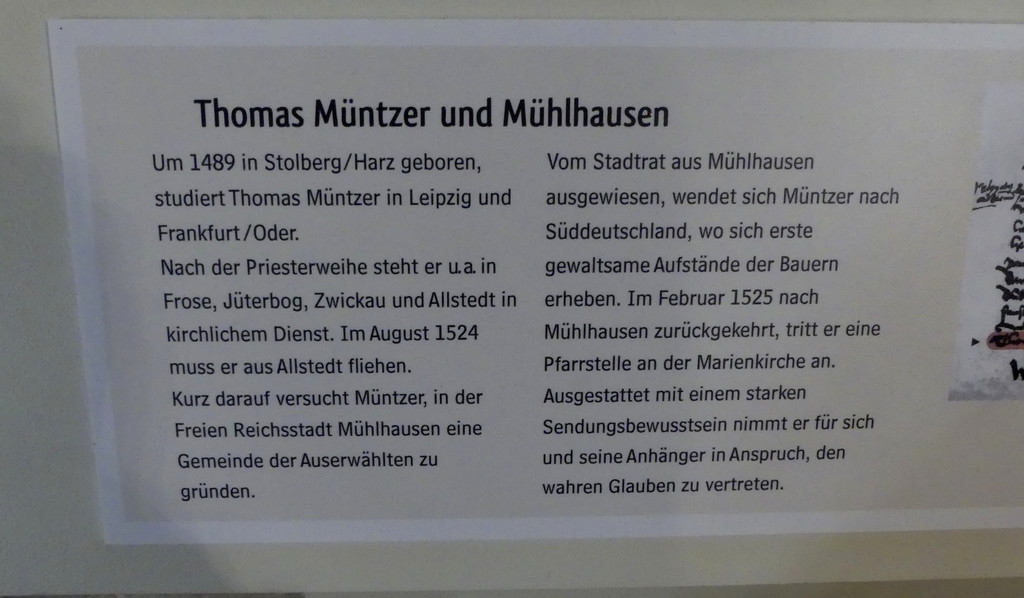 Thomas Müntzer und Mühlhausen
Um 1489 in Stolberg/Harz geboren,
studiert Thomas Müntzer in Leipzig und
Frankfurt/Oder.
Nach der Priesterweihe steht er u.a. in
Frose, Jüterbog, Zwickau und Allstedt in
kirchlichem Dienst. Im August 1524
muss er aus Allstedt fliehen.
Kurz darauf versucht Müntzer, in der
Freien Reichsstadt Mühlhausen eine
Gemeinde der Auserwählten zu
gründen.
Vom Stadtrat aus Mühlhausen
ausgewiesen, wendet sich Müntzer nach
Süddeutschland, wo sich erste
gewaltsame Aufstände der Bauern
erheben. Im Februar 1525 nach
Mühlhausen zurückgekehrt, tritt er eine
Pfarrstelle an der Marienkirche an.
Ausgestattet mit einem starken
Sendungsbewusstsein nimmt er für sich
und seine Anhänger in Anspruch, den
wahren Glauben zu vertreten.